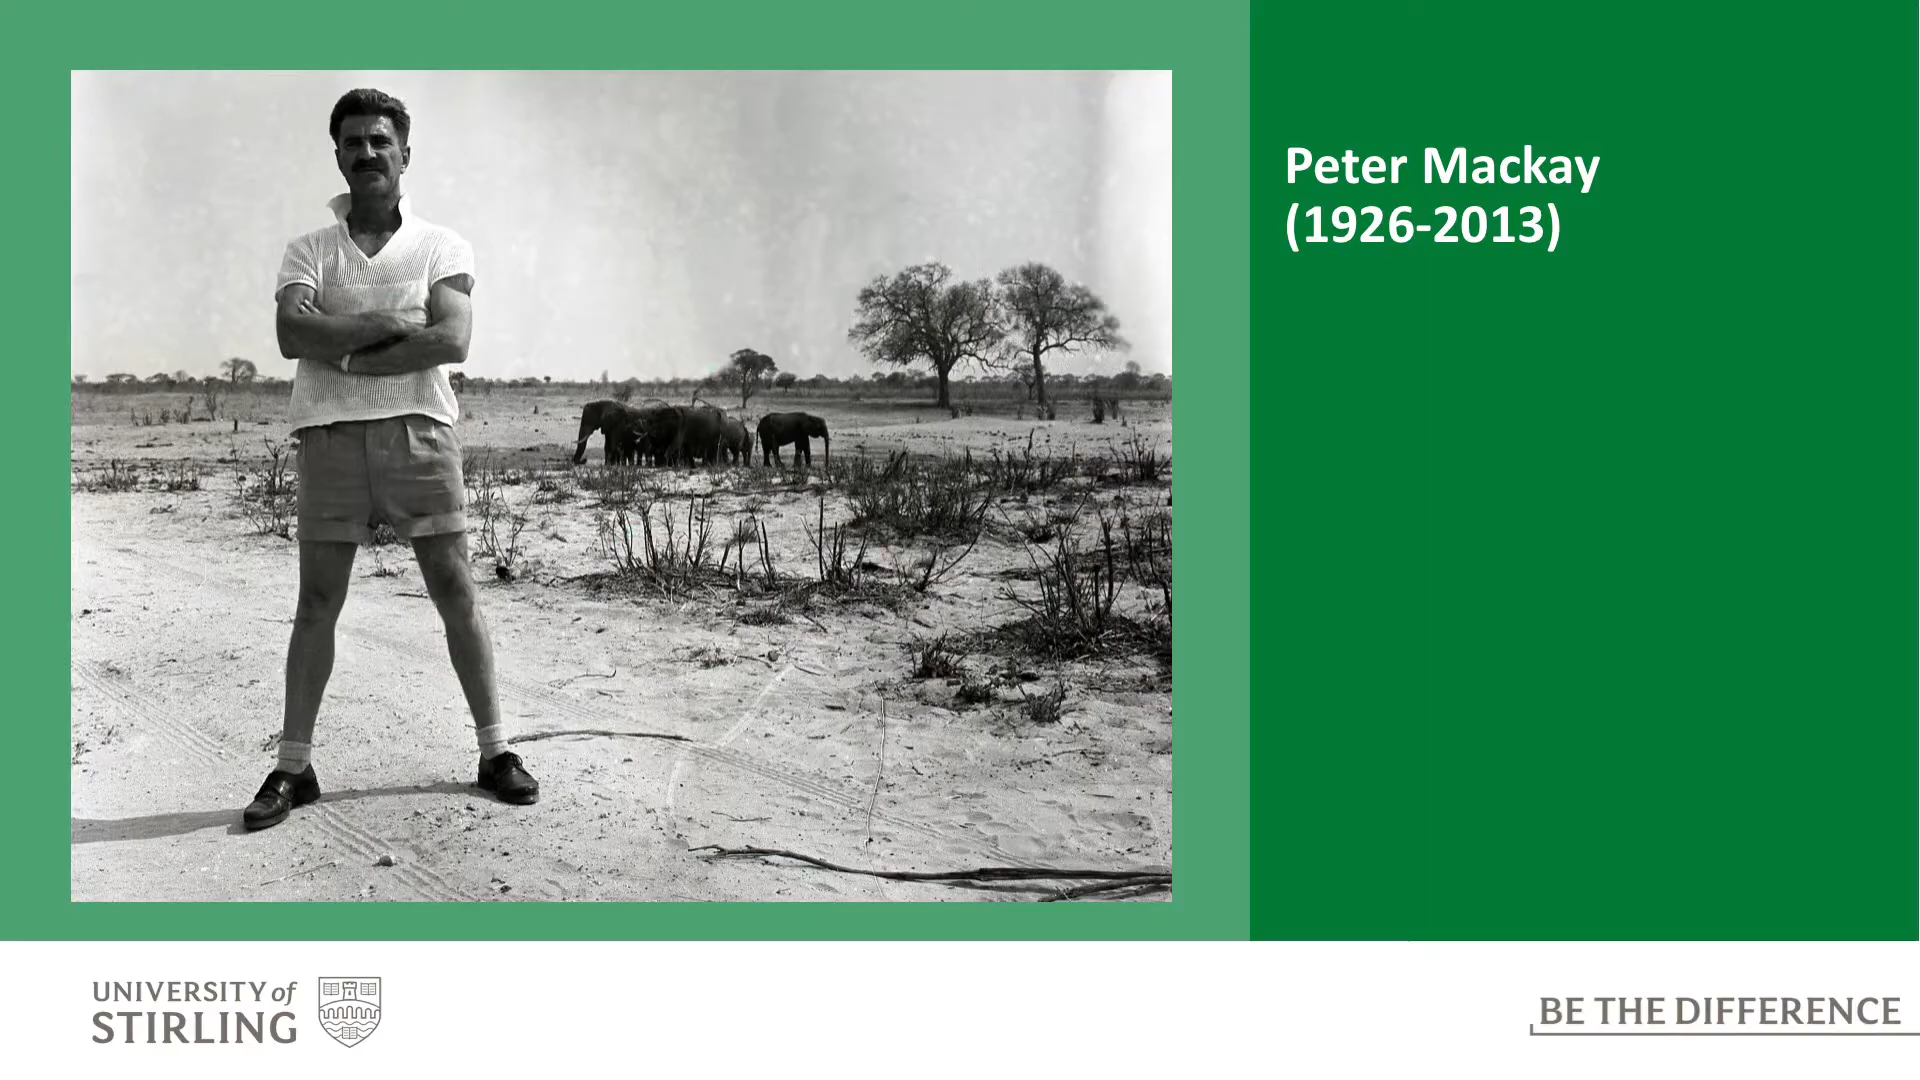 Peter Mackay
(1926-2013)
UNIVERSITY of
STIRLING
BE THE DIFFERENCE